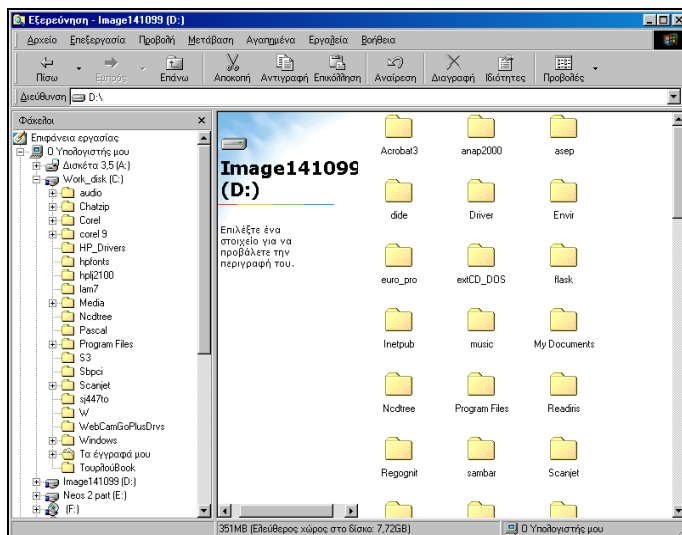 Εξερεύνηση - Image141099 (D:)
Αρχείο Επεξεργασία Προβολή Μετάβαση Αγαπημένα Εργαλεία Βοήθεια
Πίσω Εμπρός Επάνω Αποκοπή Αντιγραφή Επικόλληση Αναίρεση Διαγραφή Ιδιότητες Προβολές
Διεύθυνση D:\
Φάκελοι
Επιφάνεια εργασίας
Ο Υπολογιστής μου
Δισκέτα 3,5 (A:)
Work_disk (C:)
audio
Chatzip
Corel
corel 9
HP_Drivers
hpfonts
hplj2100
Iam7
Media
Ncdtree
Pascal
Program Files
S3
Sbpci
Scanjet
sj447to
W
WebCamGoPlusDrvs
Windows
Τα έγγραφά μου
ΤουρλούBook
Image141099 (D:)
Neos 2 part (E:)
(F:)
Image141099
(D:)
Επιλέξτε ένα
στοιχείο για να
προβάλετε την
περιγραφή του.
Acrobat3 anap2000 asep
dide Driver Envir
euro_pro extCD_DOS flask
Inetpub music My Documents
Ncdtree Program Files Readiris
Regognit sambar Scanjet
351MB (Ελεύθερος χώρος στο δίσκο: 7,72GB) Ο Υπολογιστής μου